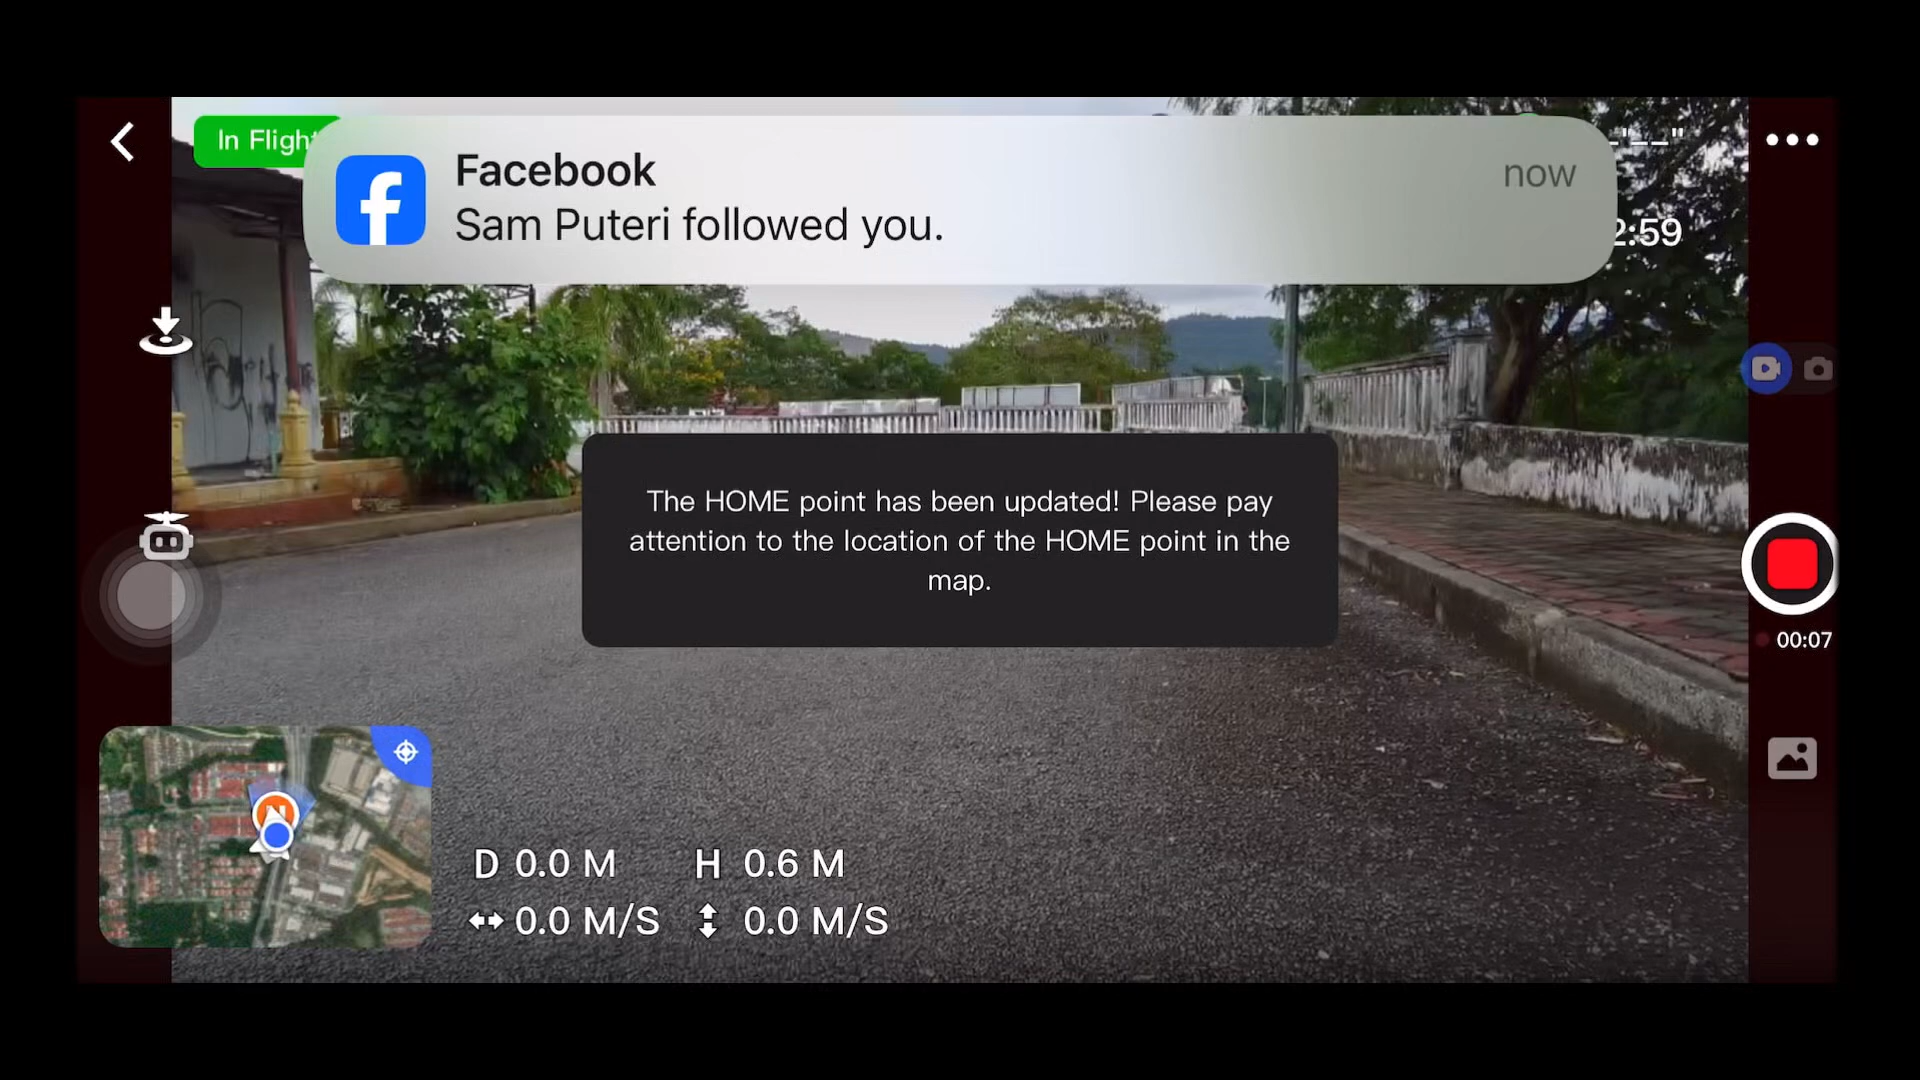 In Flight
Facebook
now
Sam Puteri followed you.
2:59
The HOME point has been updated! Please pay
attention to the location of the HOME point in the
map.
00:07
D 0.0 M H 0.6 M
0.0 M/S 0.0 M/S